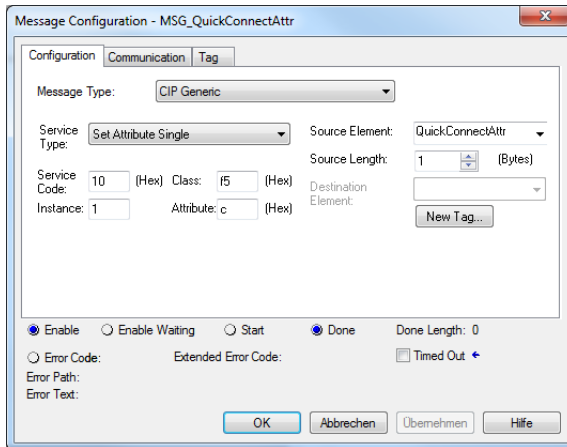 Message Configuration - MSG_QuickConnectAttr
Configuration Communication Tag
Message Type: CIP Generic
Service Type: Set Attribute Single Source Element: QuickConnectAttr
Source Length: 1 (Bytes)
Service Code: 10 (Hex) Class: f5 (Hex) Destination Element:
Instance: 1 Attribute: c (Hex)
New Tag...
Enable Enable Waiting Start Done Done Length: 0
Error Code: Extended Error Code: Timed Out
Error Path:
Error Text:
OK Abbrechen Übernehmen Hilfe